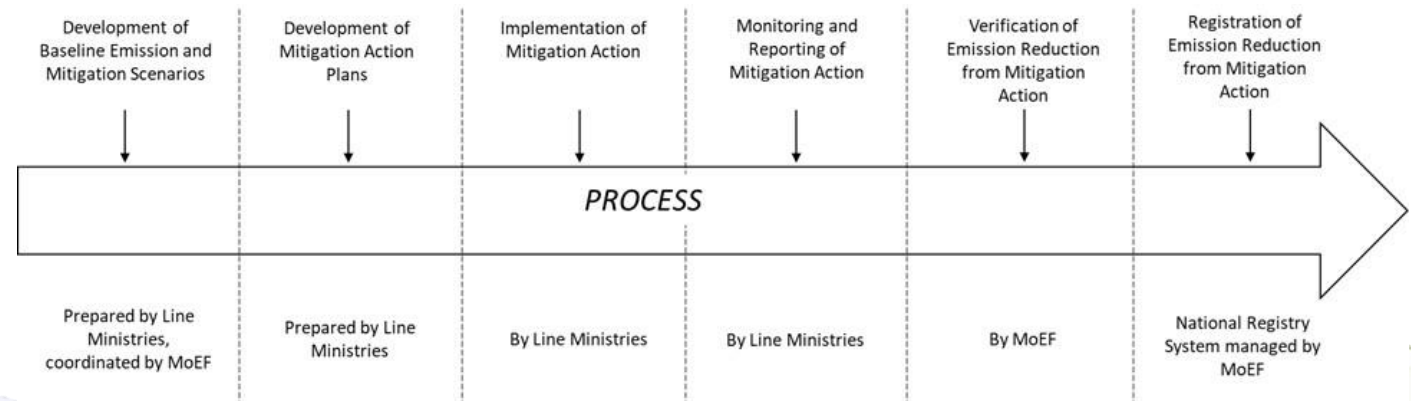 Development of
Baseline Emission and
Mitigation Scenarios
Development of
Mitigation Action
Plans
Implementation of
Mitigation Action
Monitoring and
Reporting of
Mitigation Action
Verification of
Emission Reduction
from Mitigation
Action
Registration of
Emission Reduction
from Mitigation
Action
PROCESS
Prepared by Line
Ministries,
coordinated by MoEF
Prepared by Line
Ministries
By Line Ministries
By Line Ministries
By MoEF
National Registry
System managed by
MoEF